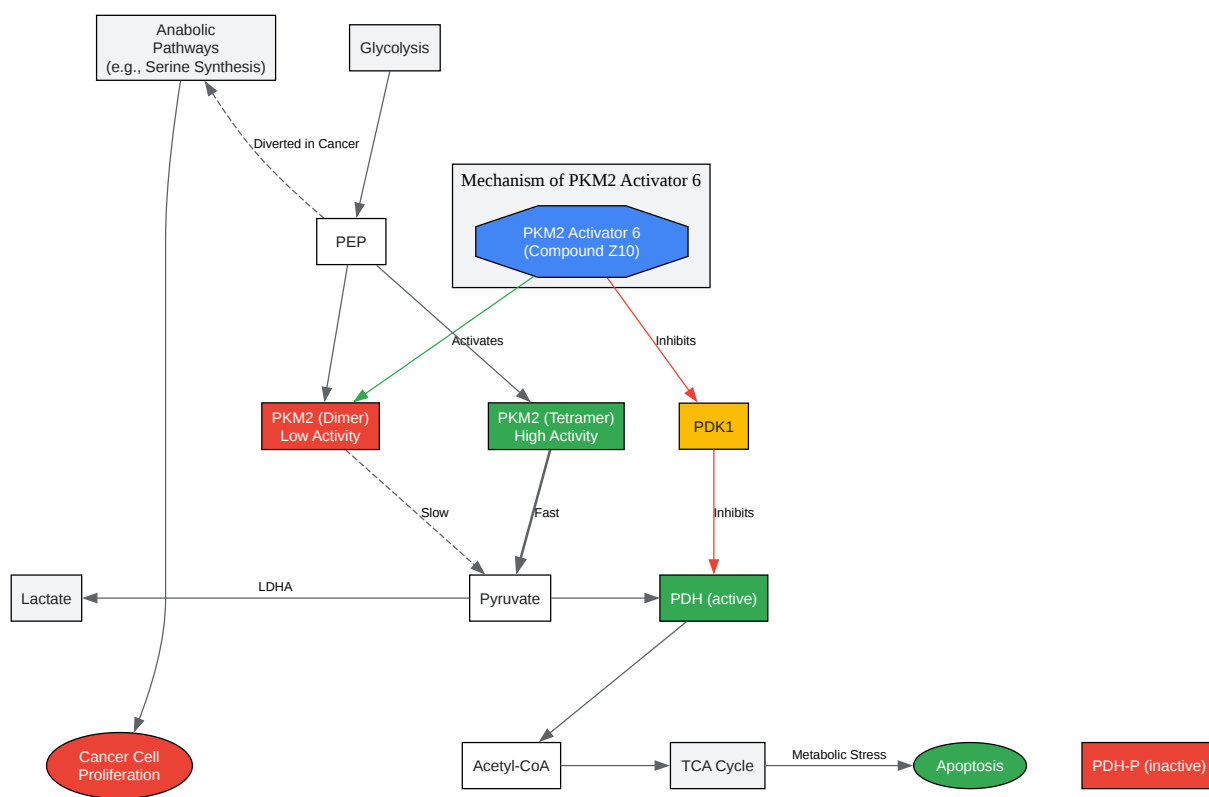 Anabolic
Pathways
(e.g., Serine Synthesis)
Glycolysis
Diverted in Cancer
Mechanism of PKM2 Activator 6
PKM2 Activator 6
(Compound Z10)
PEP
Activates
Inhibits
PKM2 (Dimer)
Low Activity
PKM2 (Tetramer)
High Activity
PDK1
Slow
Fast
Inhibits
Lactate
LDHA
Pyruvate
PDH (active)
Cancer Cell
Proliferation
Acetyl-CoA
TCA Cycle
Metabolic Stress
Apoptosis
PDH-P (inactive)